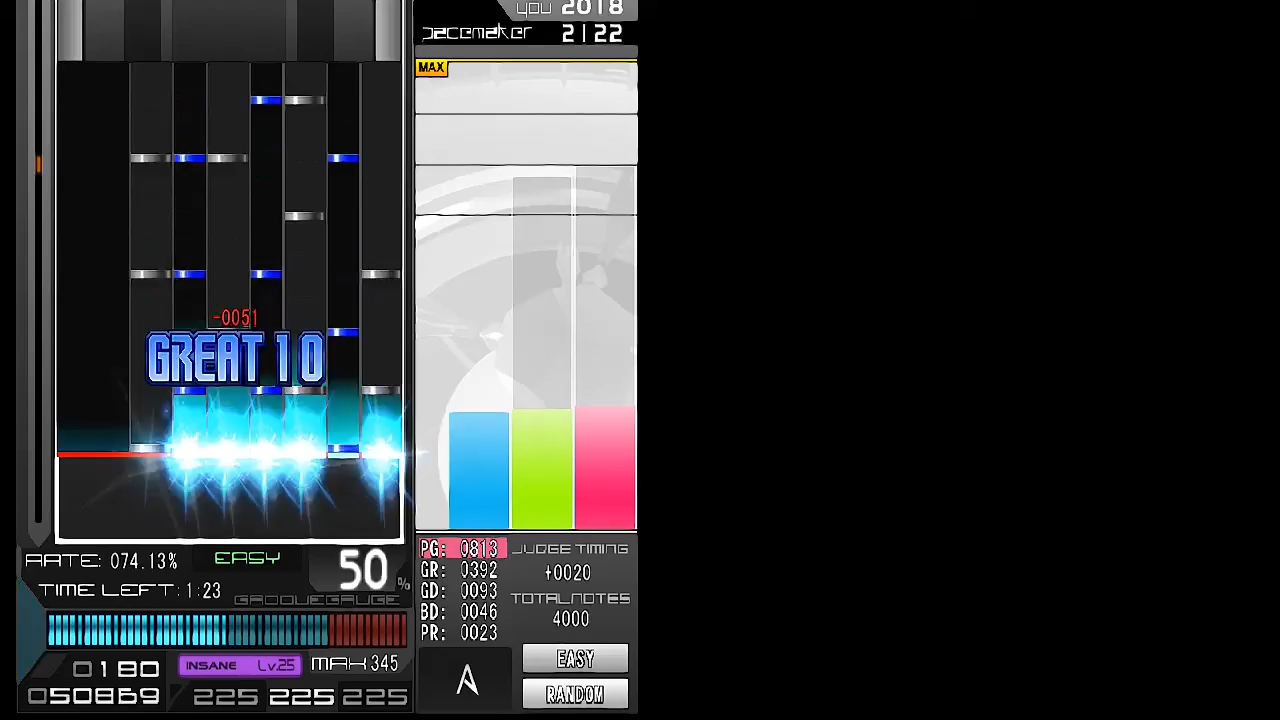 you 2018
pacemaker 2122
MAX
-0051
GREAT 10
RATE: 074.13% EASY 50 %
TIME LEFT: 1:23
GROOVEGAUGE
0180 INSANE Lv.25 MAX 345
050869 225 225 225
PG: 0813 JUDGE TIMING
GR: 0392 +0020
GD: 0093 TOTALNOTES
BD: 0046 4000
PR: 0023
EASY
A RANDOM